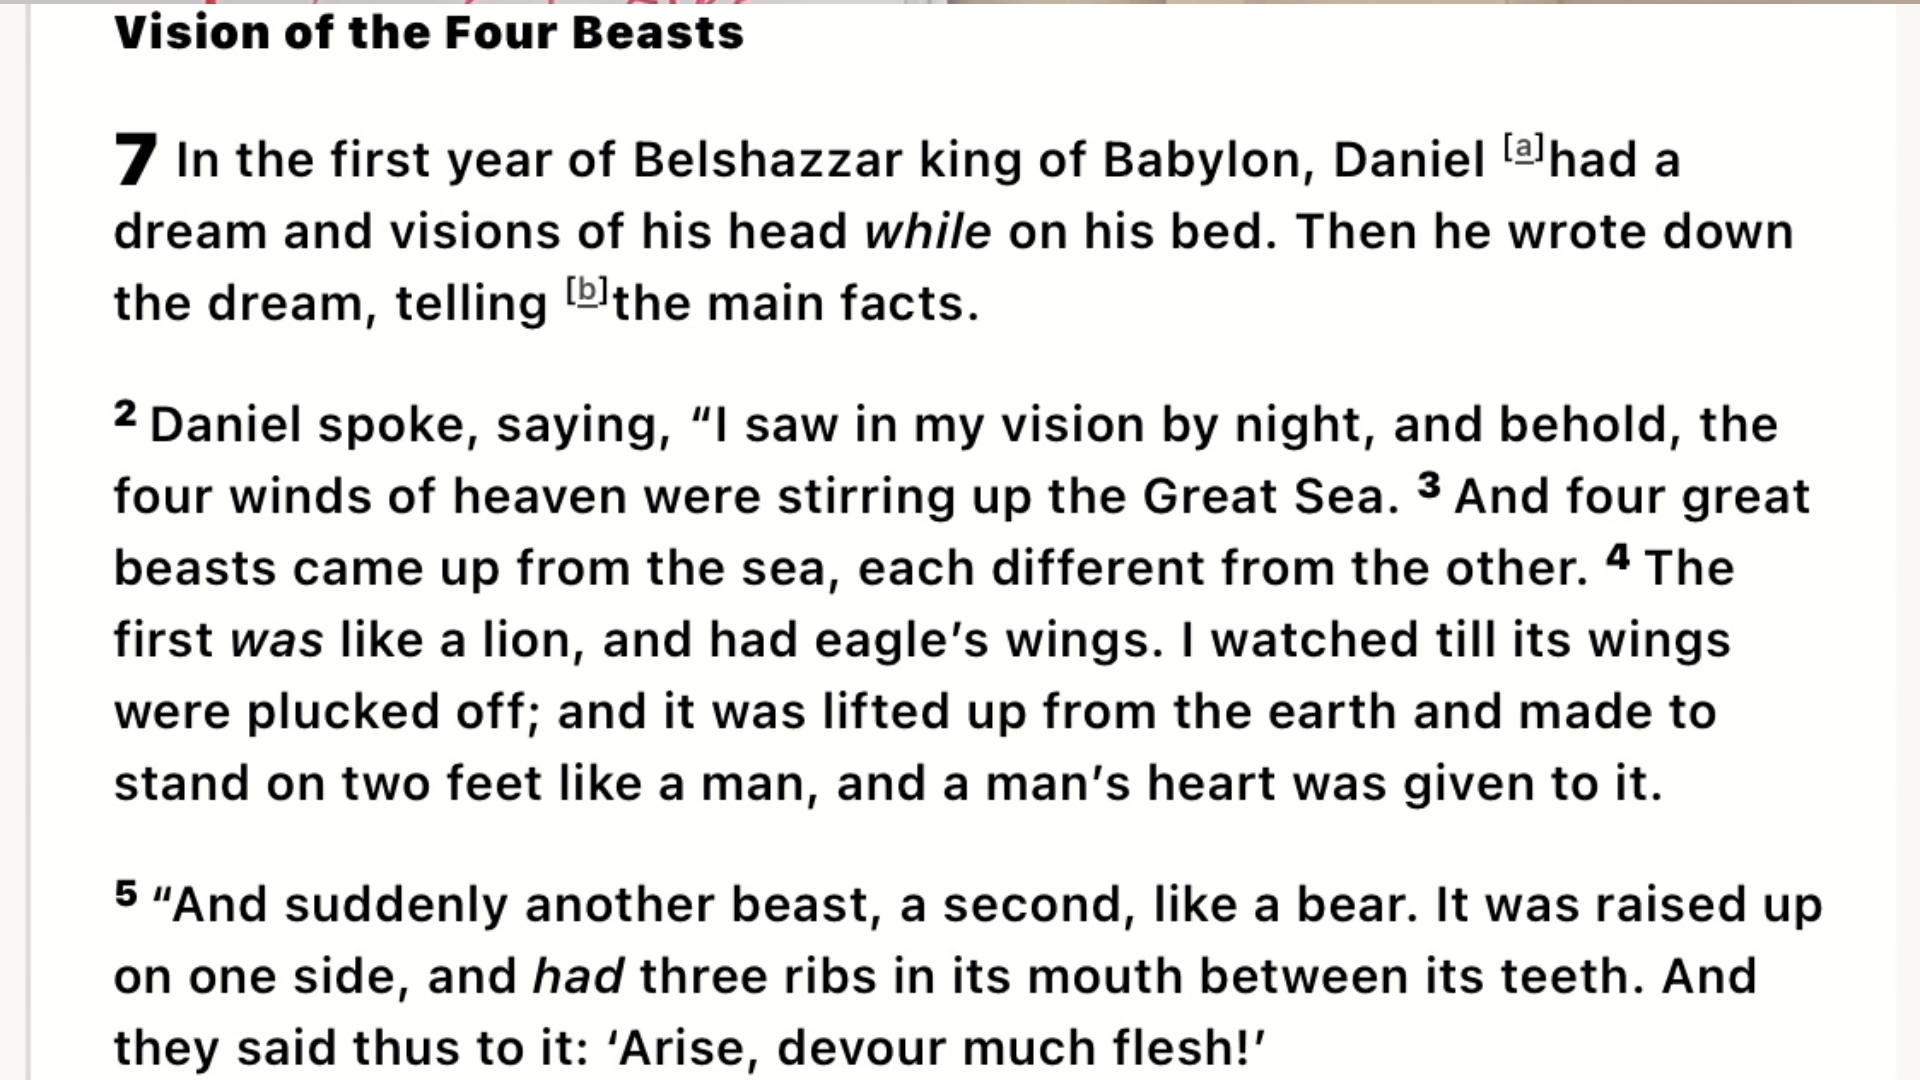 Vision of the Four Beasts
7 In the first year of Belshazzar king of Babylon, Daniel [a]had a
dream and visions of his head while on his bed. Then he wrote down
the dream, telling [b]the main facts.
2 Daniel spoke, saying, “I saw in my vision by night, and behold, the
four winds of heaven were stirring up the Great Sea. 3 And four great
beasts came up from the sea, each different from the other. 4 The
first was like a lion, and had eagle’s wings. I watched till its wings
were plucked off; and it was lifted up from the earth and made to
stand on two feet like a man, and a man’s heart was given to it.
5 “And suddenly another beast, a second, like a bear. It was raised up
on one side, and had three ribs in its mouth between its teeth. And
they said thus to it: ‘Arise, devour much flesh!’